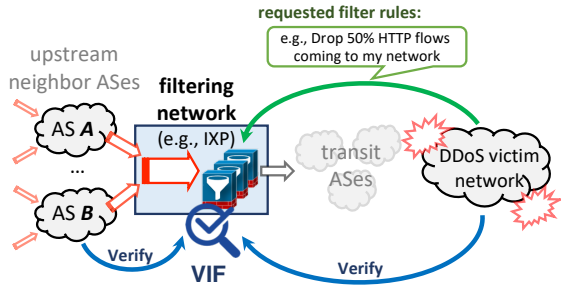 requested filter rules:
e.g., Drop 50% HTTP flows
coming to my network
upstream
neighbor ASes
filtering
network
(e.g., IXP)
AS A
...
AS B
transit
ASes
DDoS victim
network
Verify
VIF
Verify